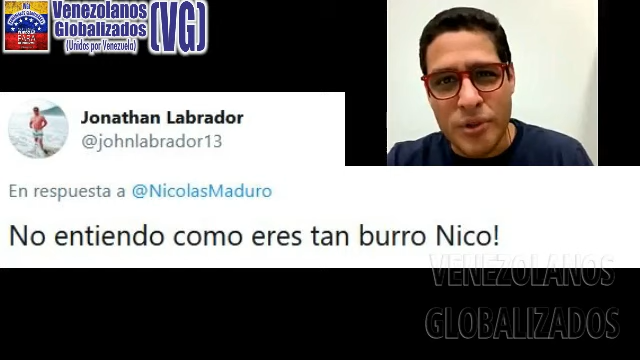 Venezolanos
Globalizados
(Unidos por Venezuela)
(VG)
Jonathan Labrador
@johnlabrador13
En respuesta a @NicolasMaduro
No entiendo como eres tan burro Nico!
VENEZOLANOS
GLOBALIZADOS